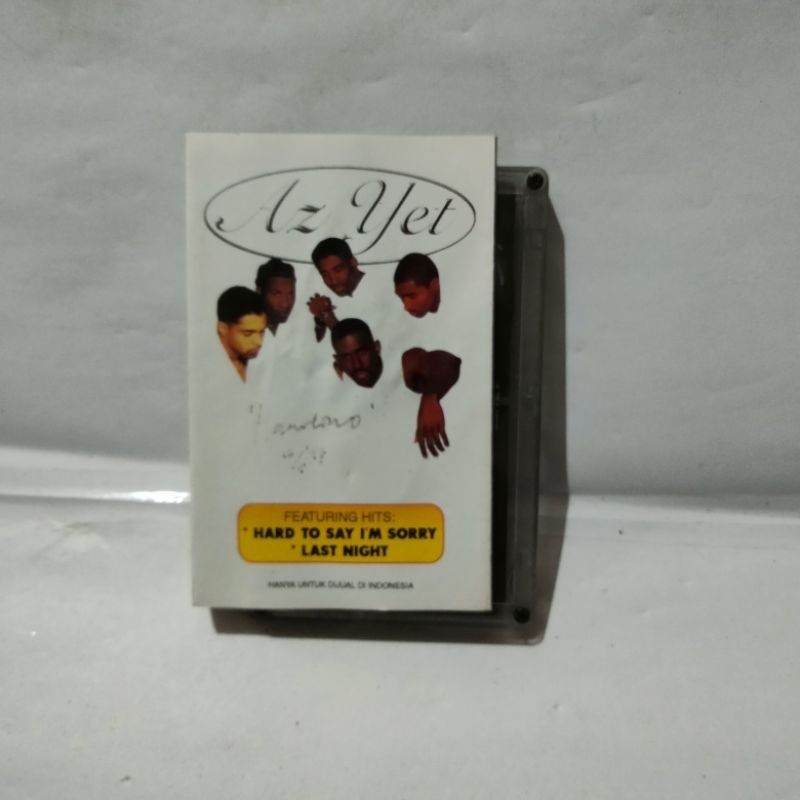 Az Yet
FEATURING HITS:
* HARD TO SAY I'M SORRY
* LAST NIGHT
HANYA UNTUK DIJUAL DI INDONESIA